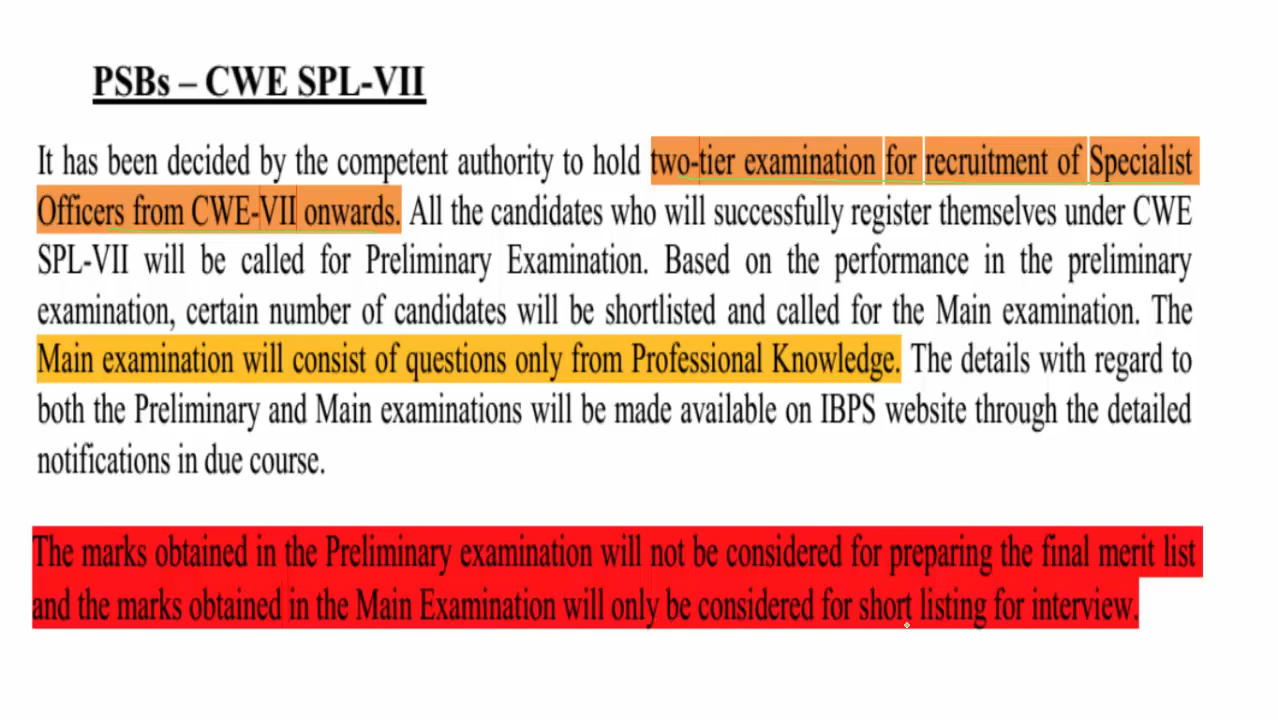 PSBs – CWE SPL-VII
It has been decided by the competent authority to hold two-tier examination for recruitment of Specialist
Officers from CWE-VII onwards. All the candidates who will successfully register themselves under CWE
SPL-VII will be called for Preliminary Examination. Based on the performance in the preliminary
examination, certain number of candidates will be shortlisted and called for the Main examination. The
Main examination will consist of questions only from Professional Knowledge. The details with regard to
both the Preliminary and Main examinations will be made available on IBPS website through the detailed
notifications in due course.
The marks obtained in the Preliminary examination will not be considered for preparing the final merit list
and the marks obtained in the Main Examination will only be considered for short listing for interview.